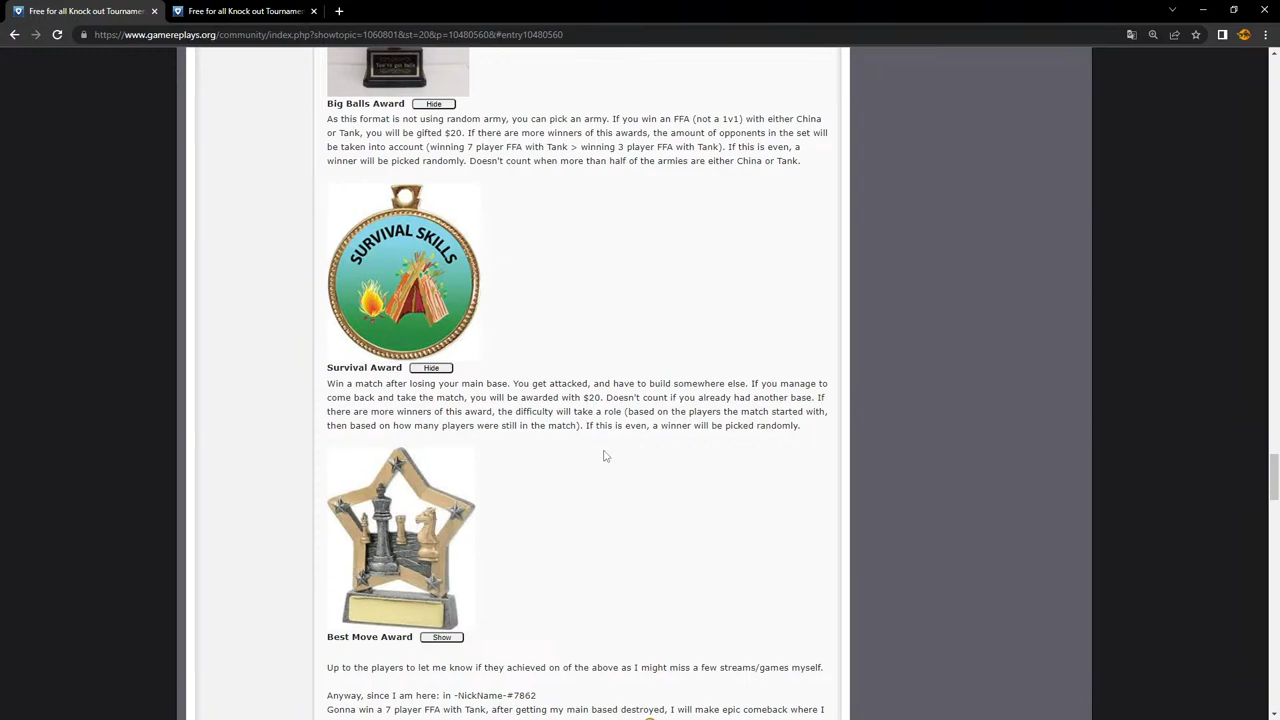 Free for all Knock out Tournamen
Free for all Knock out Tournamen
https://www.gamereplays.org/community/index.php?showtopic=1060801&st=20&p=10480560&#entry10480560
You've got balls
Big Balls Award Hide
As this format is not using random army, you can pick an army. If you win an FFA (not a 1v1) with either China
or Tank, you will be gifted $20. If there are more winners of this awards, the amount of opponents in the set will
be taken into account (winning 7 player FFA with Tank > winning 3 player FFA with Tank). If this is even, a
winner will be picked randomly. Doesn't count when more than half of the armies are either China or Tank.
SURVIVAL SKILLS
Survival Award Hide
Win a match after losing your main base. You get attacked, and have to build somewhere else. If you manage to
come back and take the match, you will be awarded with $20. Doesn't count if you already had another base. If
there are more winners of this award, the difficulty will take a role (based on the players the match started with,
then based on how many players were still in the match). If this is even, a winner will be picked randomly.
Best Move Award Show
Up to the players to let me know if they achieved on of the above as I might miss a few streams/games myself.
Anyway, since I am here: in -NickName-#7862
Gonna win a 7 player FFA with Tank, after getting my main based destroyed, I will make epic comeback where I